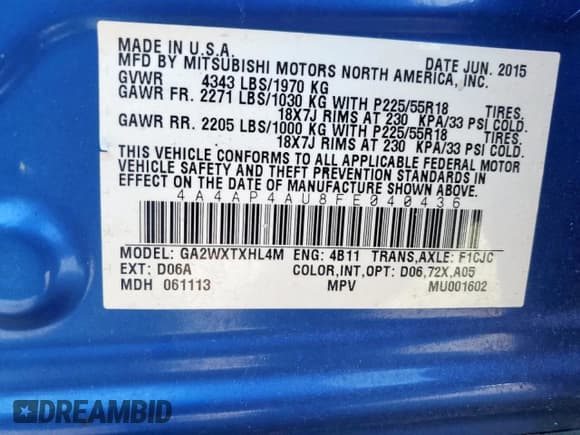 MADE IN U.S.A. DATE JUN. 2015
MFD BY MITSUBISHI MOTORS NORTH AMERICA, INC.
GVWR 4343 LBS/1970 KG
GAWR FR. 2271 LBS/1030 KG WITH P225/55R18 TIRES,
18X7J RIMS AT 230 KPA/33 PSI COLD.
GAWR RR. 2205 LBS/1000 KG WITH P225/55R18 TIRES,
18X7J RIMS AT 230 KPA/33 PSI COLD.
THIS VEHICLE CONFORMS TO ALL APPLICABLE FEDERAL MOTOR
VEHICLE SAFETY AND THEFT PREVENTION STANDARDS IN
EFFECT ON THE DATE OF MANUFACTURE SHOWN ABOVE.
4A4AP4AU8FE040436
MODEL: GA2WXTXHL4M ENG: 4B11 TRANS,AXLE: F1CJC
EXT: D06A COLOR,INT,OPT: D06,72X,A05
MDH 061113 MPV MU001602
DREAMBID